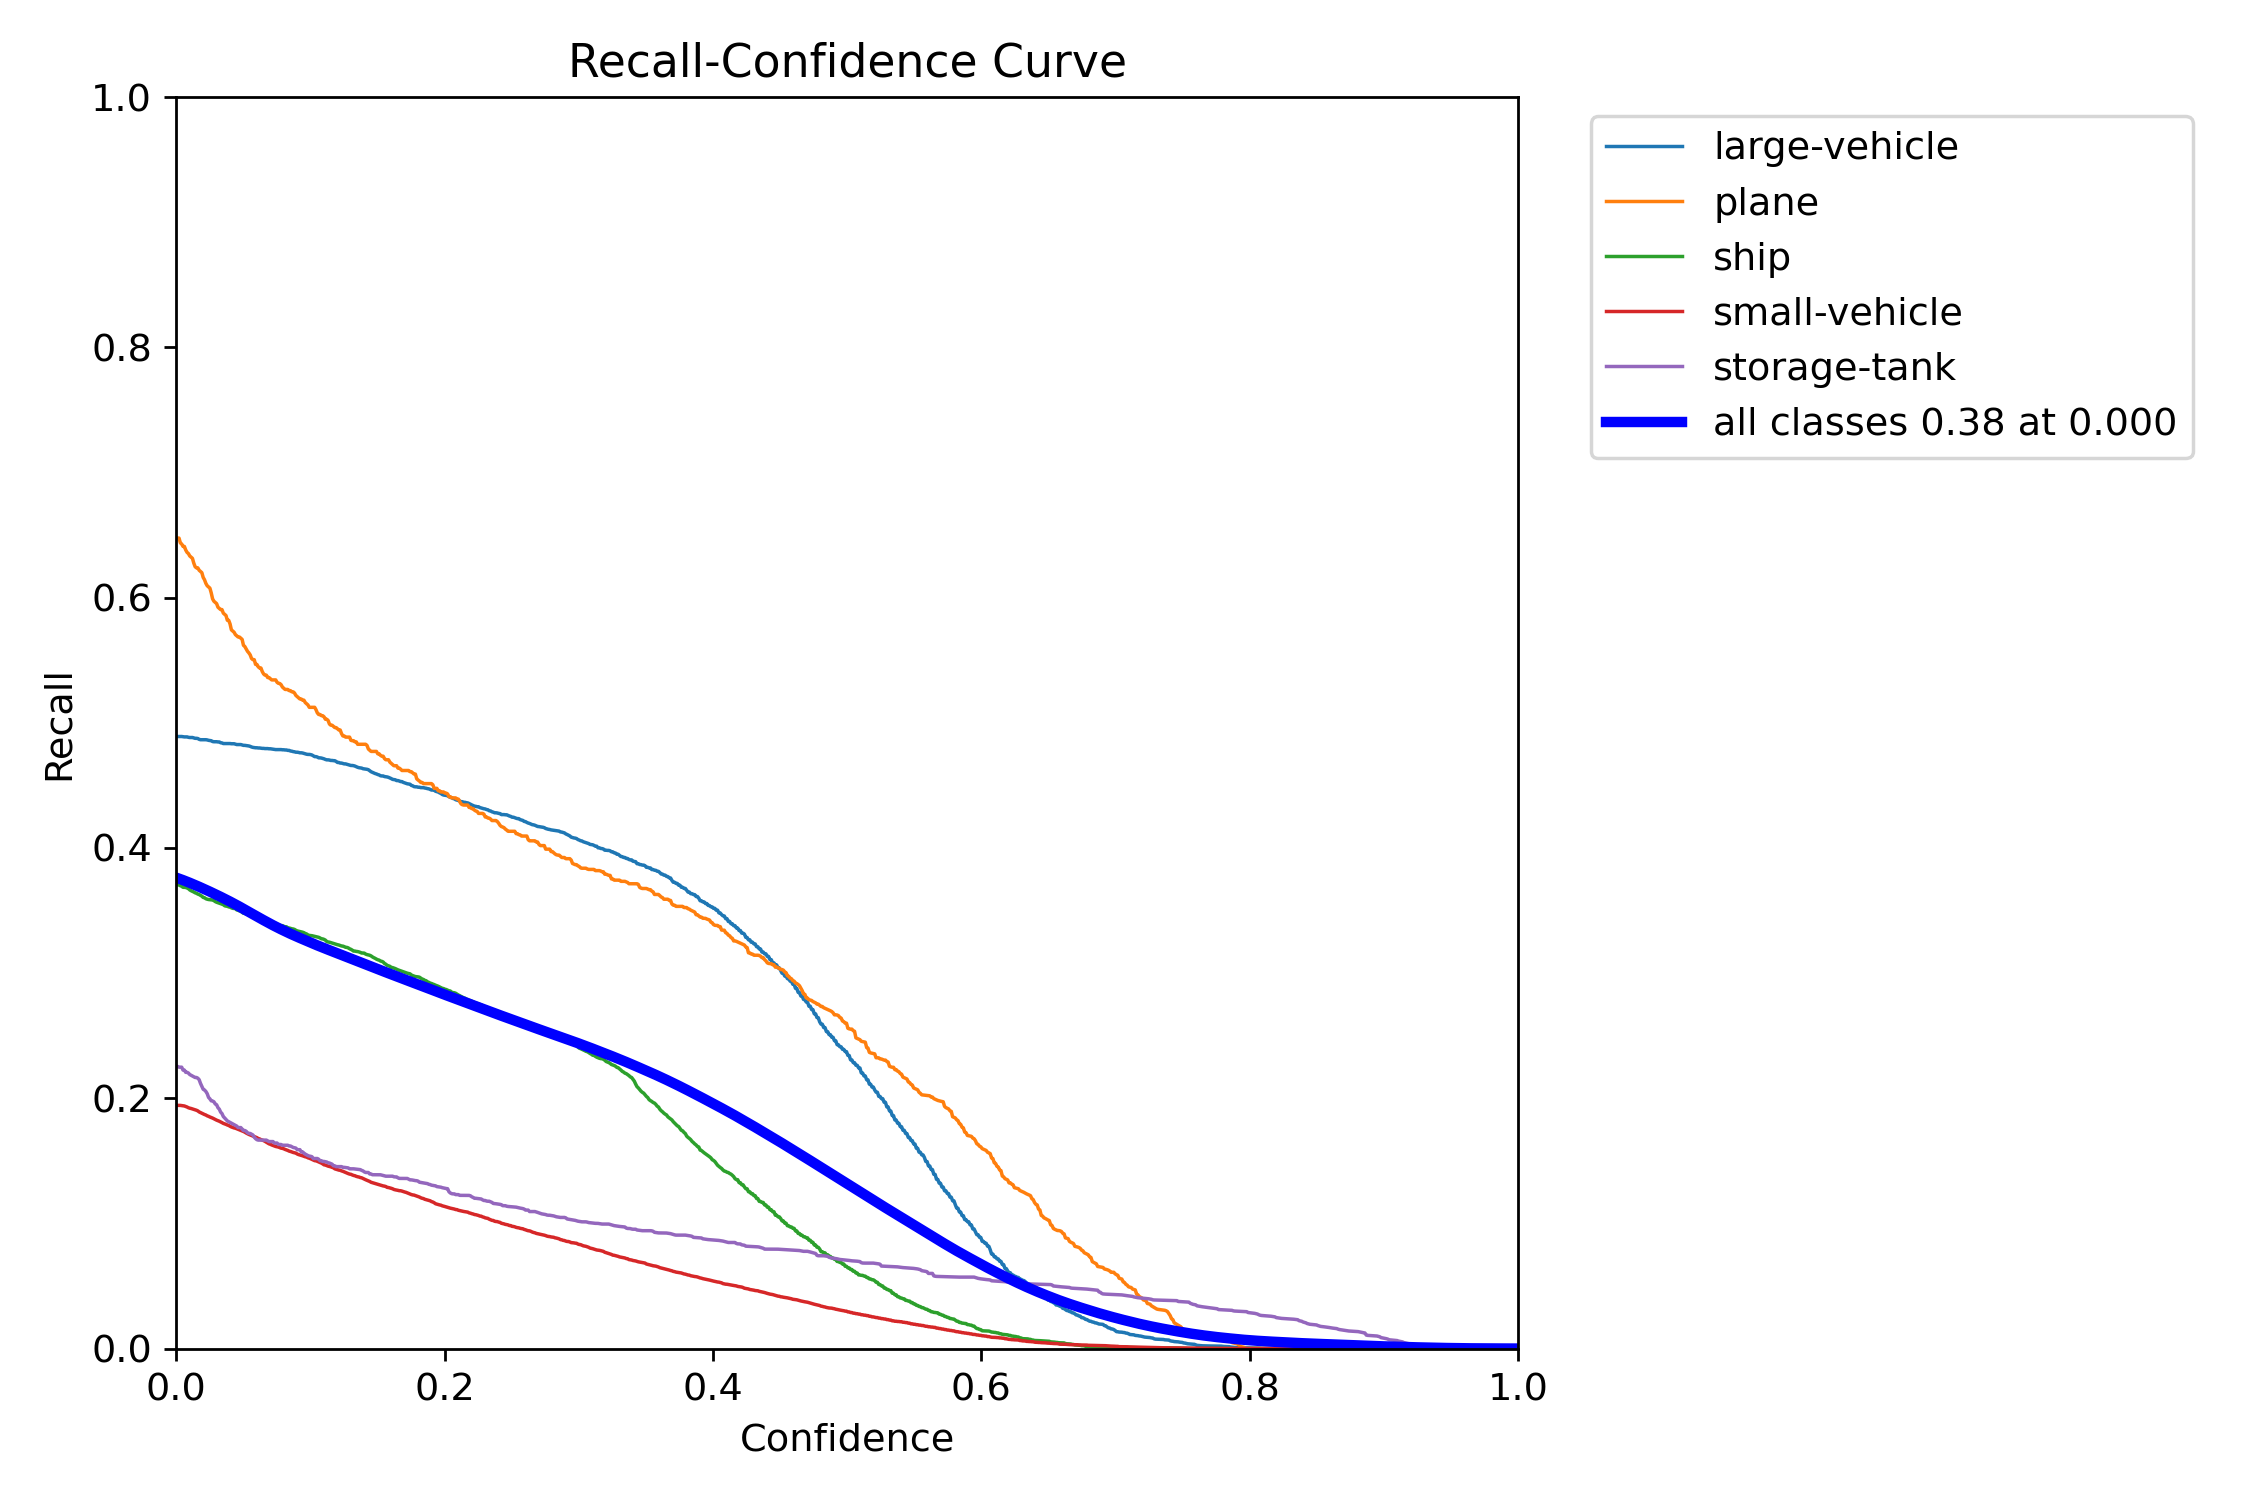 Recall-Confidence Curve
1.0
0.8
0.6
0.4
0.2
0.0
Recall
0.0 0.2 0.4 0.6 0.8 1.0
Confidence
large-vehicle
plane
ship
small-vehicle
storage-tank
all classes 0.38 at 0.000